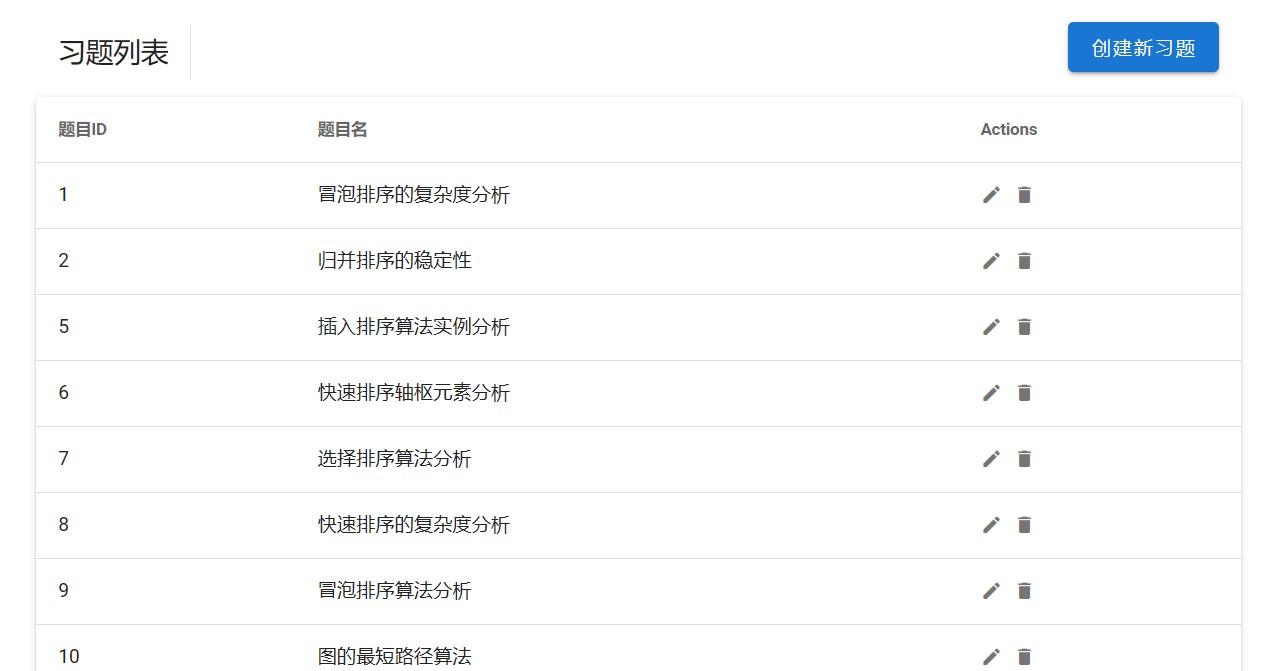 习题列表
创建新习题
题目ID 题目名 Actions
1 冒泡排序的复杂度分析
2 归并排序的稳定性
5 插入排序算法实例分析
6 快速排序轴枢元素分析
7 选择排序算法分析
8 快速排序的复杂度分析
9 冒泡排序算法分析
10 图的最短路径算法